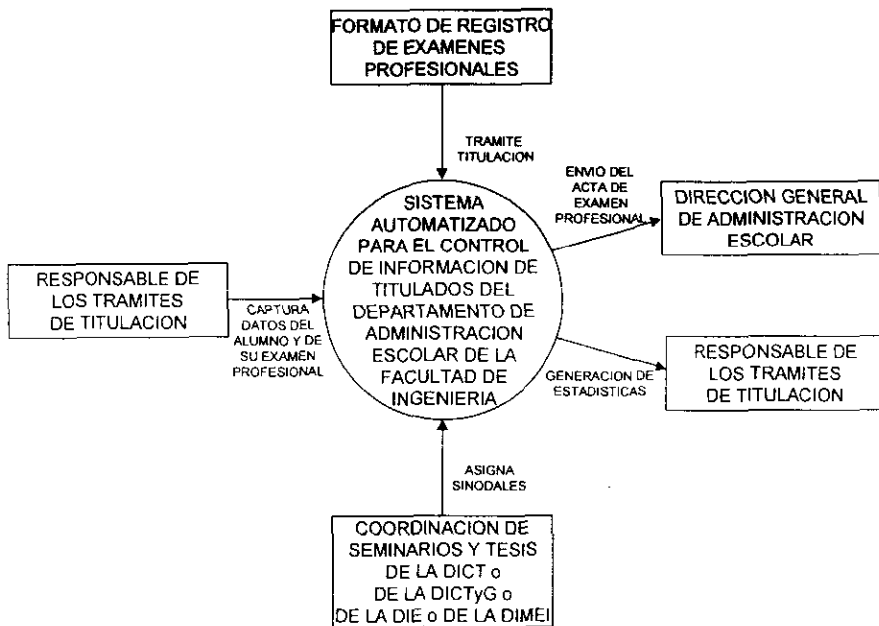 FORMATO DE REGISTRO
DE EXAMENES
PROFESIONALES
TRAMITE
TITULACION
ENVIO DEL
ACTA DE
EXAMEN
PROFESIONAL
DIRECCION GENERAL
DE ADMINISTRACION
ESCOLAR
SISTEMA
AUTOMATIZADO
PARA EL CONTROL
DE INFORMACION DE
TITULADOS DEL
DEPARTAMENTO DE
ADMINISTRACION
ESCOLAR DE LA
FACULTAD DE
INGENIERIA
RESPONSABLE DE
LOS TRAMITES
DE TITULACION
CAPTURA
DATOS DEL
ALUMNO Y DE
SU EXAMEN
PROFESIONAL
GENERACION DE
ESTADISTICAS
RESPONSABLE DE
LOS TRAMITES
DE TITULACION
ASIGNA
SINODALES
COORDINACION DE
SEMINARIOS Y TESIS
DE LA DICT o
DE LA DICTyG o
DE LA DIE o DE LA DIMEI